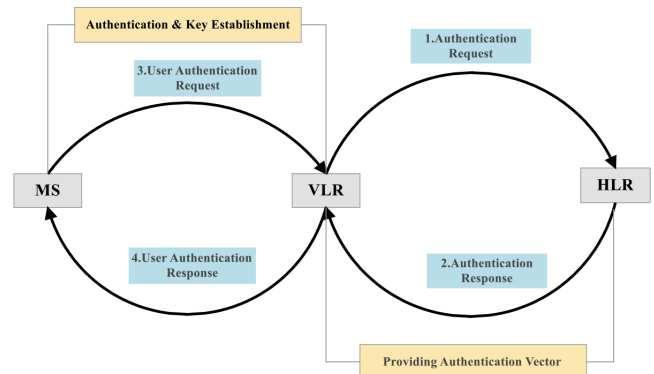 Authentication & Key Establishment
1.Authentication
Request
3.User Authentication
Request
MS
VLR
HLR
4.User Authentication
Response
2.Authentication
Response
Providing Authentication Vector